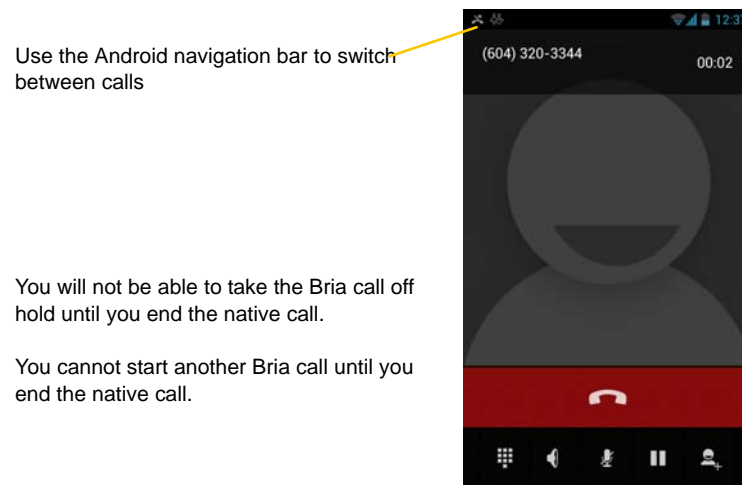 Use the Android navigation bar to switch
between calls
12:37
(604) 320-3344
00:02
You will not be able to take the Bria call off
hold until you end the native call.
You cannot start another Bria call until you
end the native call.